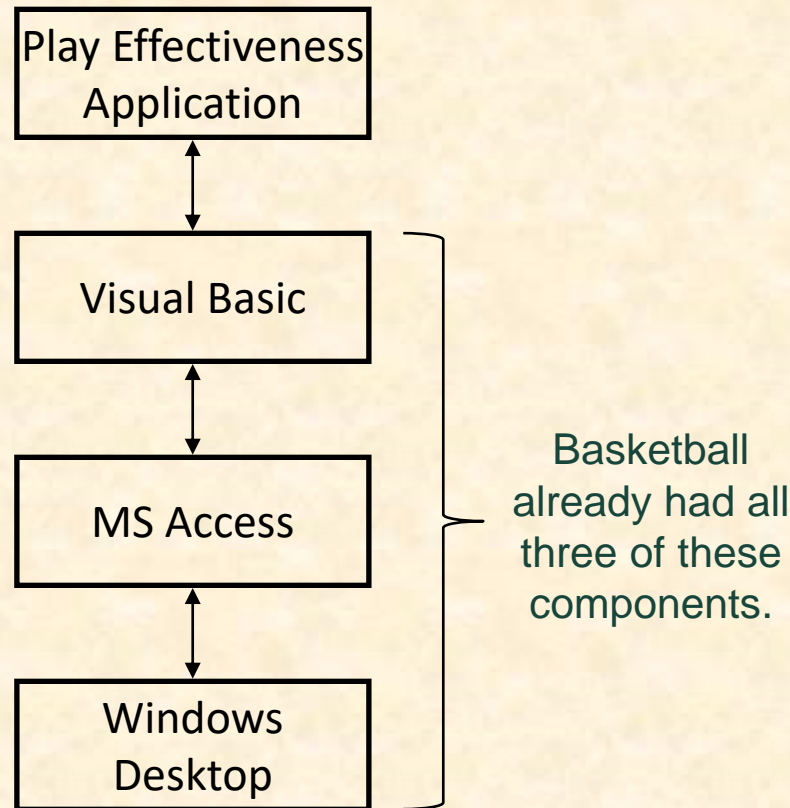 Play Effectiveness
Application
Visual Basic
MS Access
Basketball
already had all
three of these
components.
Windows
Desktop